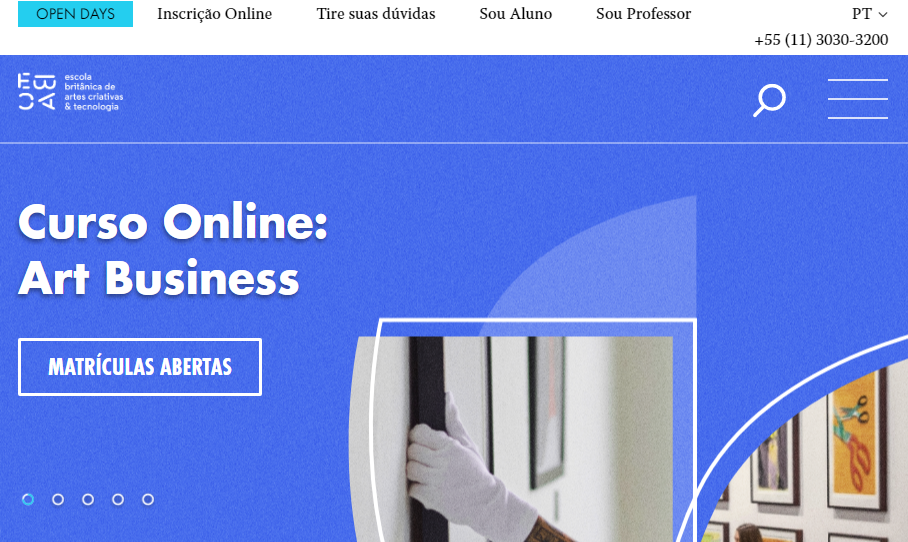 OPEN DAYS Inscrição Online Tire suas dúvidas Sou Aluno Sou Professor PT
+55 (11) 3030-3200
EBAC
escola
britânica de
artes criativas
& tecnologia
Curso Online:
Art Business
MATRÍCULAS ABERTAS